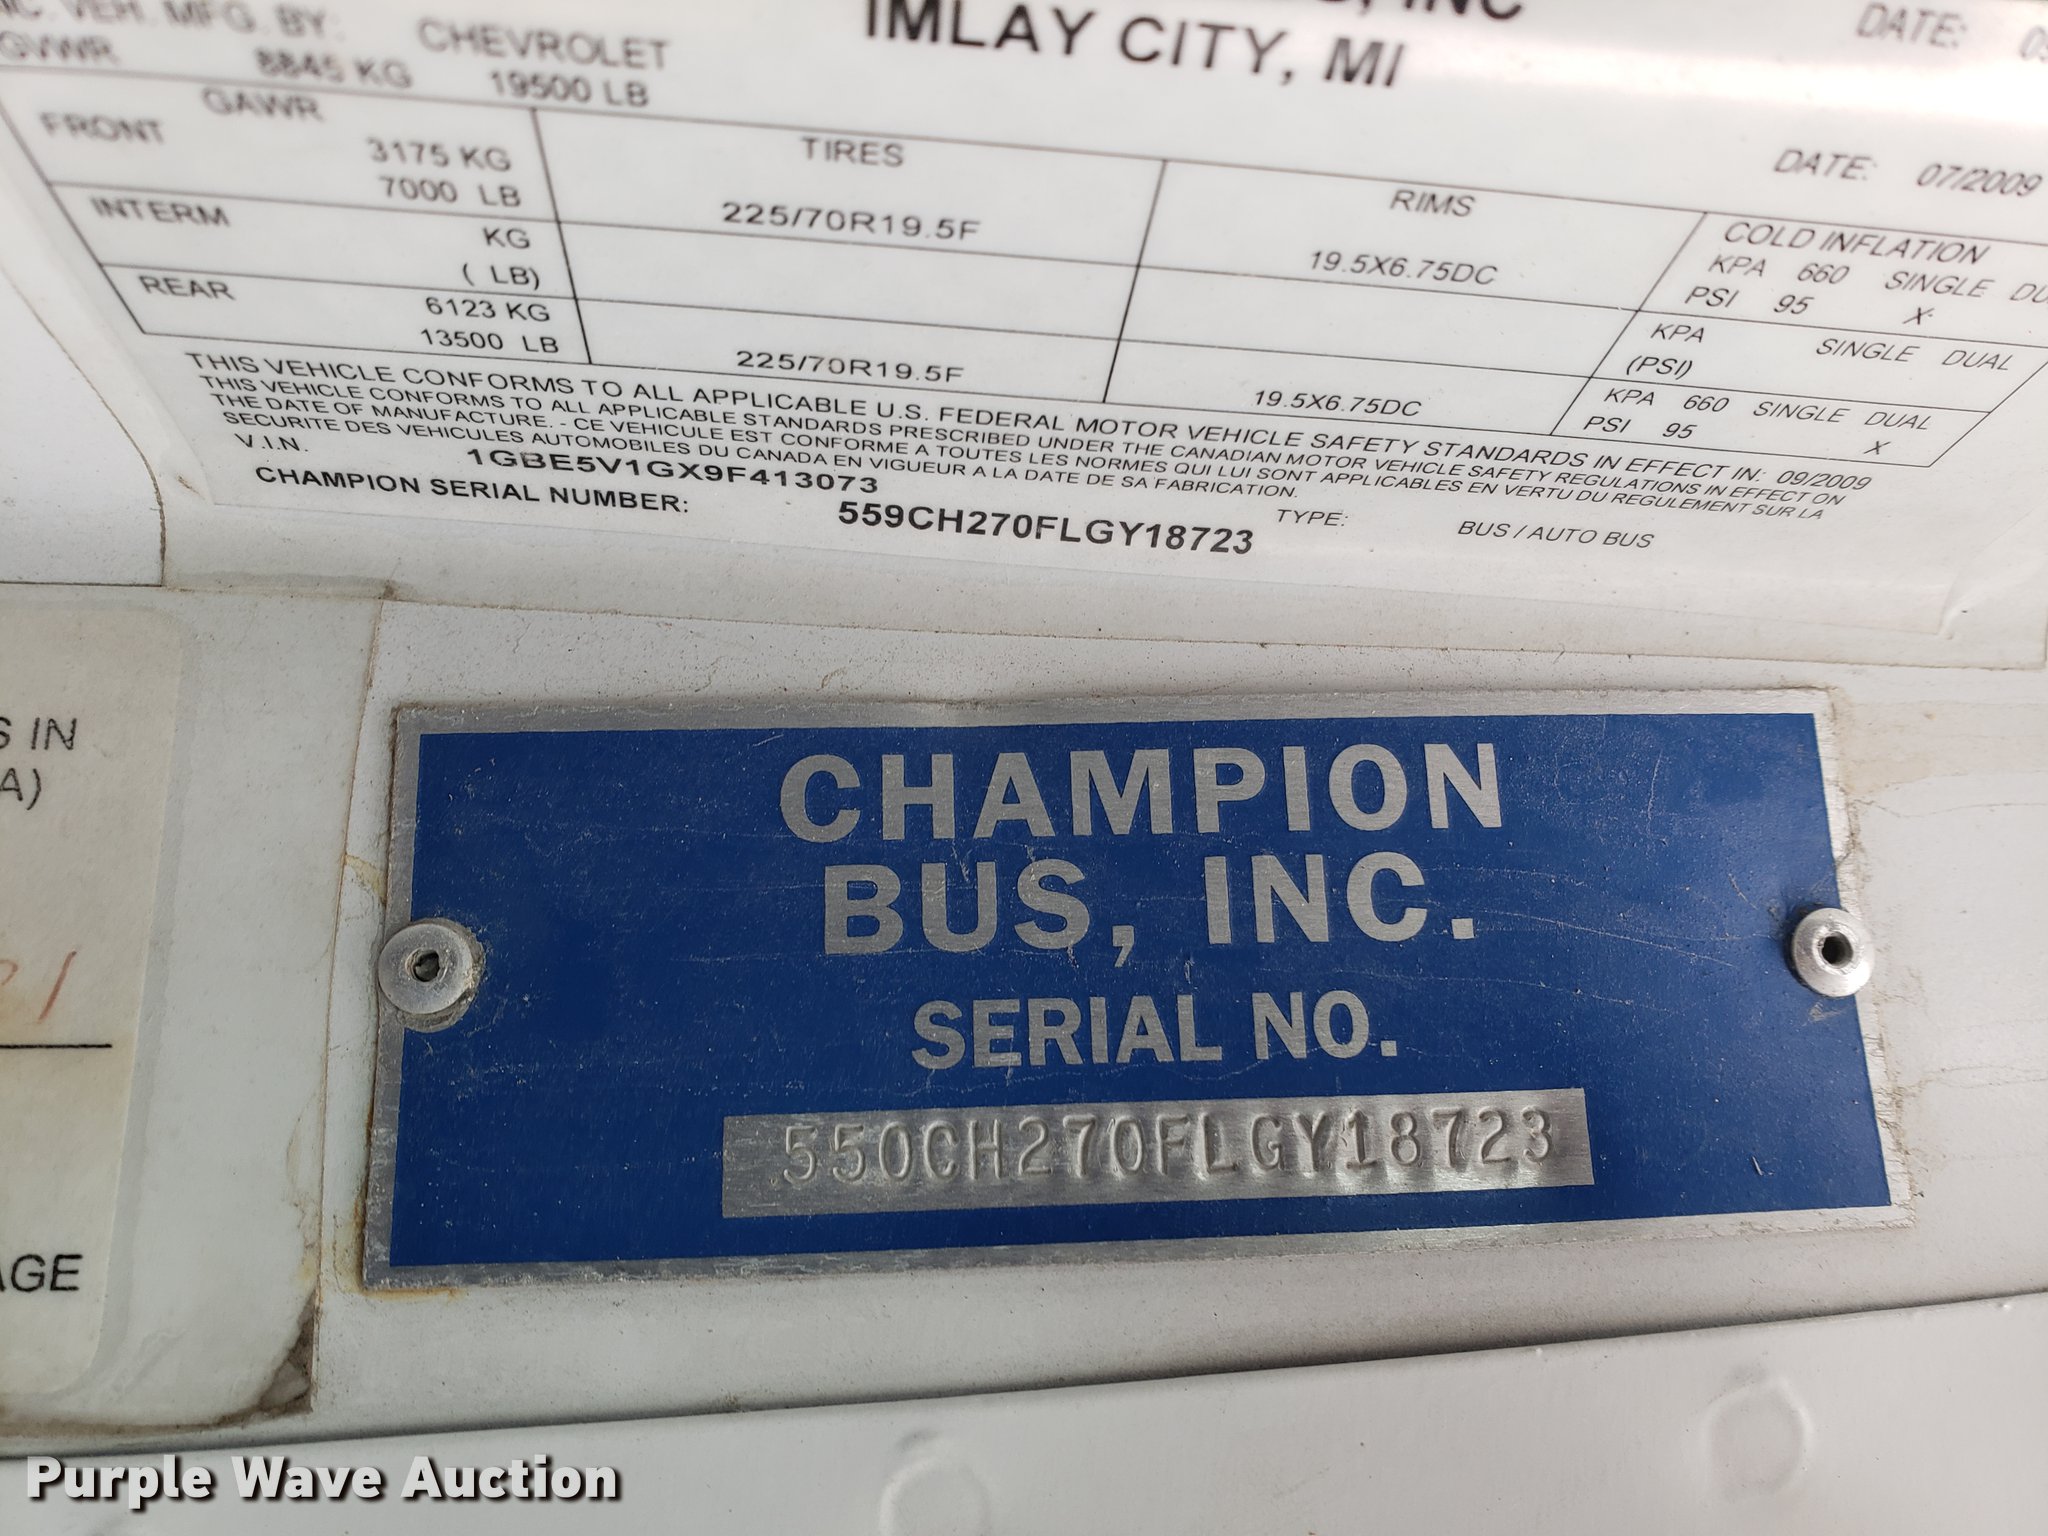 INC. VEH. MFG. BY: CHEVROLET
IMLAY CITY, MI
DATE:
GVWR 8845 KG 19500 LB
DATE: 07/2009
GAWR TIRES RIMS COLD INFLATION
FRONT 3175 KG 7000 LB 225/70R19.5F 19.5X6.75DC KPA 660 SINGLE
PSI 95 X
INTERM KG ( LB) KPA SINGLE DUAL
(PSI)
REAR 6123 KG 13500 LB 225/70R19.5F 19.5X6.75DC KPA 660 SINGLE DUAL
PSI 95 X
THIS VEHICLE CONFORMS TO ALL APPLICABLE U.S. FEDERAL MOTOR VEHICLE SAFETY STANDARDS IN EFFECT IN: 09/2009
THIS VEHICLE CONFORMS TO ALL APPLICABLE STANDARDS PRESCRIBED UNDER THE CANADIAN MOTOR VEHICLE SAFETY REGULATIONS IN EFFECT ON
THE DATE OF MANUFACTURE. - CE VEHICULE EST CONFORME A TOUTES LES NORMES QUI LUI SONT APPLICABLES EN VERTU DU REGULEMENT SUR LA
SECURITE DES VEHICULES AUTOMOBILES DU CANADA EN VIGUEUR A LA DATE DE SA FABRICATION.
V.I.N. 1GBE5V1GX9F413073 TYPE: BUS / AUTO BUS
CHAMPION SERIAL NUMBER: 559CH270FLGY18723
S IN
A)
AGE
CHAMPION
BUS, INC.
SERIAL NO.
550CH270FLGY18723
Purple Wave Auction